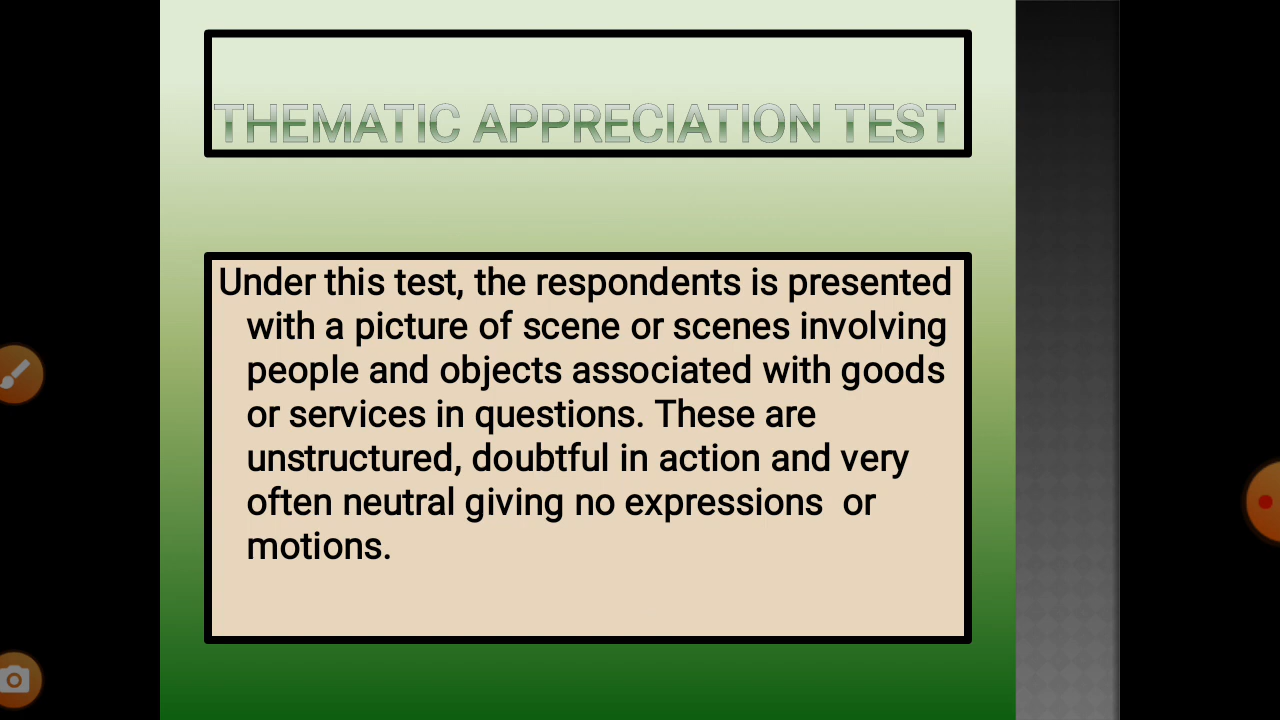 THEMATIC APPRECIATION TEST
Under this test, the respondents is presented
with a picture of scene or scenes involving
people and objects associated with goods
or services in questions. These are
unstructured, doubtful in action and very
often neutral giving no expressions  or
motions.